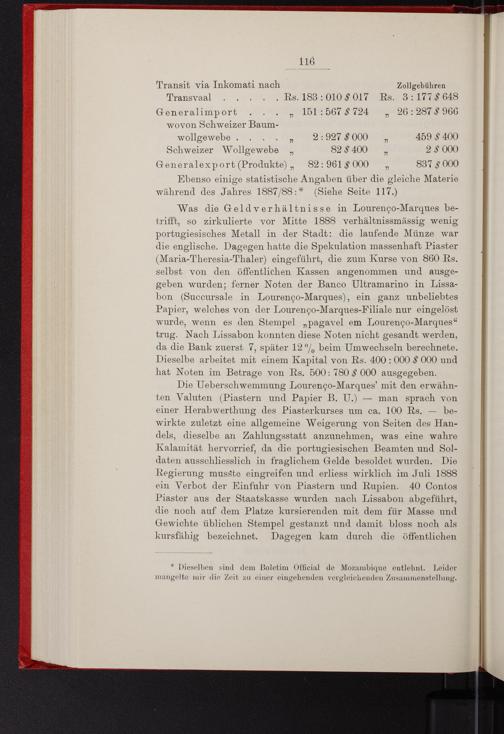 116
Transit via Inkomati nach Zollgebühren
Transvaal . . . . . Rs. 183 : 010 $ 017 Rs. 3 : 177 $ 648
Generalimport . . . „ 151 : 567 $ 724 „ 26 : 287 $ 966
wovon Schweizer Baum-
wollgewebe . . . . „ 2 : 927 $ 000 „ 459 $ 400
Schweizer Wollgewebe „ 82 $ 400 „ 2 $ 000
Generalexport (Produkte) „ 82 : 961 $ 000 „ 837 $ 000
Ebenso einige statistische Angaben über die gleiche Materie
während des Jahres 1887/88 : * (Siehe Seite 117.)
Was die Geldverhältnisse in Lourenço-Marques be-
trifft, so zirkulierte vor Mitte 1888 verhältnissmässig wenig
portugiesisches Metall in der Stadt: die laufende Münze war
die englische. Dagegen hatte die Spekulation massenhaft Piaster
(Maria-Theresia-Thaler) eingeführt, die zum Kurse von 860 Rs.
selbst von den öffentlichen Kassen angenommen und ausge-
geben wurden; ferner Noten der Banco Ultramarino in Lissa-
bon (Succursale in Lourenço-Marques), ein ganz unbeliebtes
Papier, welches von der Lourenço-Marques-Filiale nur eingelöst
wurde, wenn es den Stempel „pagavel em Lourenço-Marques“
trug. Nach Lissabon konnten diese Noten nicht gesandt werden,
da die Bank zuerst 7, später 12 % beim Umwechseln berechnete.
Dieselbe arbeitet mit einem Kapital von Rs. 400 : 000 $ 000 und
hat Noten im Betrage von Rs. 500 : 780 $ 000 ausgegeben.
Die Ueberschwemmung Lourenço-Marques' mit den erwähn-
ten Valuten (Piastern und Papier B. U.) — man sprach von
einer Herabwerthung des Piasterkurses um ca. 100 Rs. — be-
wirkte zuletzt eine allgemeine Weigerung von Seiten des Han-
dels, dieselbe an Zahlungsstatt anzunehmen, was eine wahre
Kalamität hervorrief, da die portugiesischen Beamten und Sol-
daten ausschliesslich in fraglichem Gelde besoldet wurden. Die
Regierung musste eingreifen und erliess wirklich im Juli 1888
ein Verbot der Einfuhr von Piastern und Rupien. 40 Contos
Piaster aus der Staatskasse wurden nach Lissabon abgeführt,
die noch auf dem Platze kursierenden mit dem für Masse und
Gewichte üblichen Stempel gestanzt und damit bloss noch als
kursfähig bezeichnet. Dagegen kam durch die öffentlichen
* Dieselben sind dem Boletim Official de Mozambique entlehnt. Leider
mangelte mir die Zeit zu einer eingehenden vergleichenden Zusammenstellung.